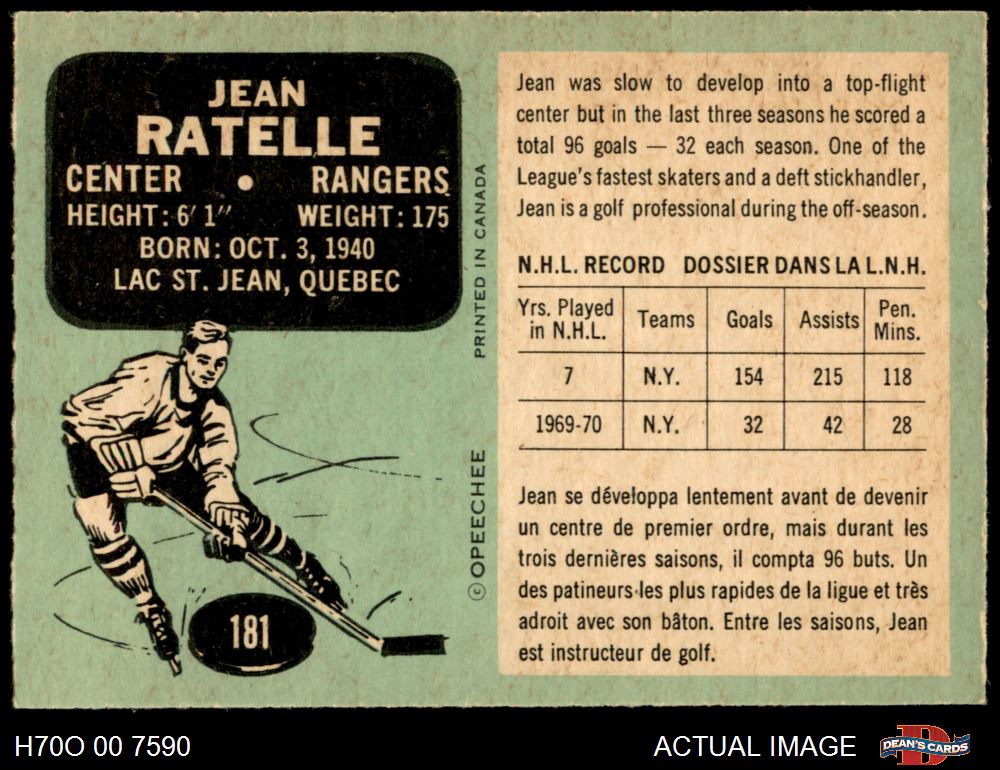 JEAN
RATELLE
CENTER • RANGERS
HEIGHT: 6' 1" WEIGHT: 175
BORN: OCT. 3, 1940
LAC ST. JEAN, QUEBEC
181
© OPEECHEE PRINTED IN CANADA
Jean was slow to develop into a top-flight
center but in the last three seasons he scored a
total 96 goals — 32 each season. One of the
League's fastest skaters and a deft stickhandler,
Jean is a golf professional during the off-season.
N.H.L. RECORD DOSSIER DANS LA L.N.H.
Yrs. Played in N.H.L. Teams Goals Assists Pen. Mins.
7 N.Y. 154 215 118
1969-70 N.Y. 32 42 28
Jean se développa lentement avant de devenir
un centre de premier ordre, mais durant les
trois dernières saisons, il compta 96 buts. Un
des patineurs les plus rapides de la ligue et très
adroit avec son bâton. Entre les saisons, Jean
est instructeur de golf.
H70O 00 7590 ACTUAL IMAGE DEAN'S CARDS